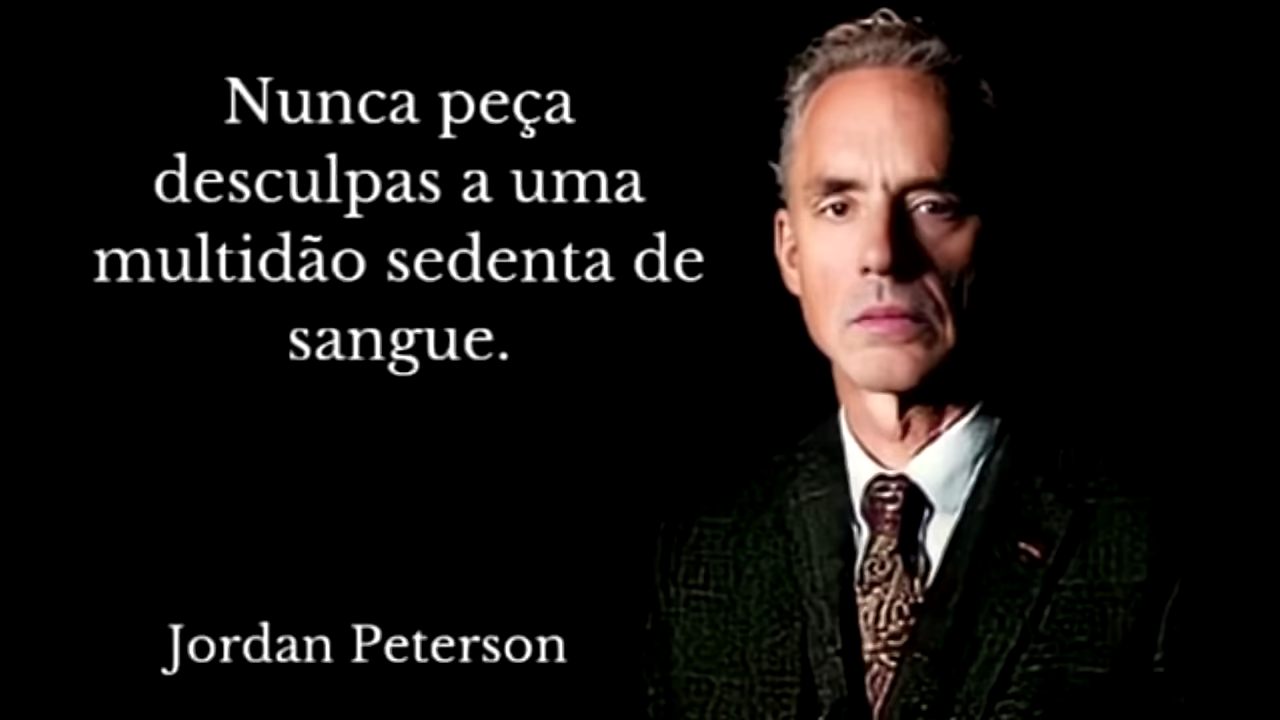 Nunca peça
desculpas a uma
multidão sedenta de
sangue.
Jordan Peterson